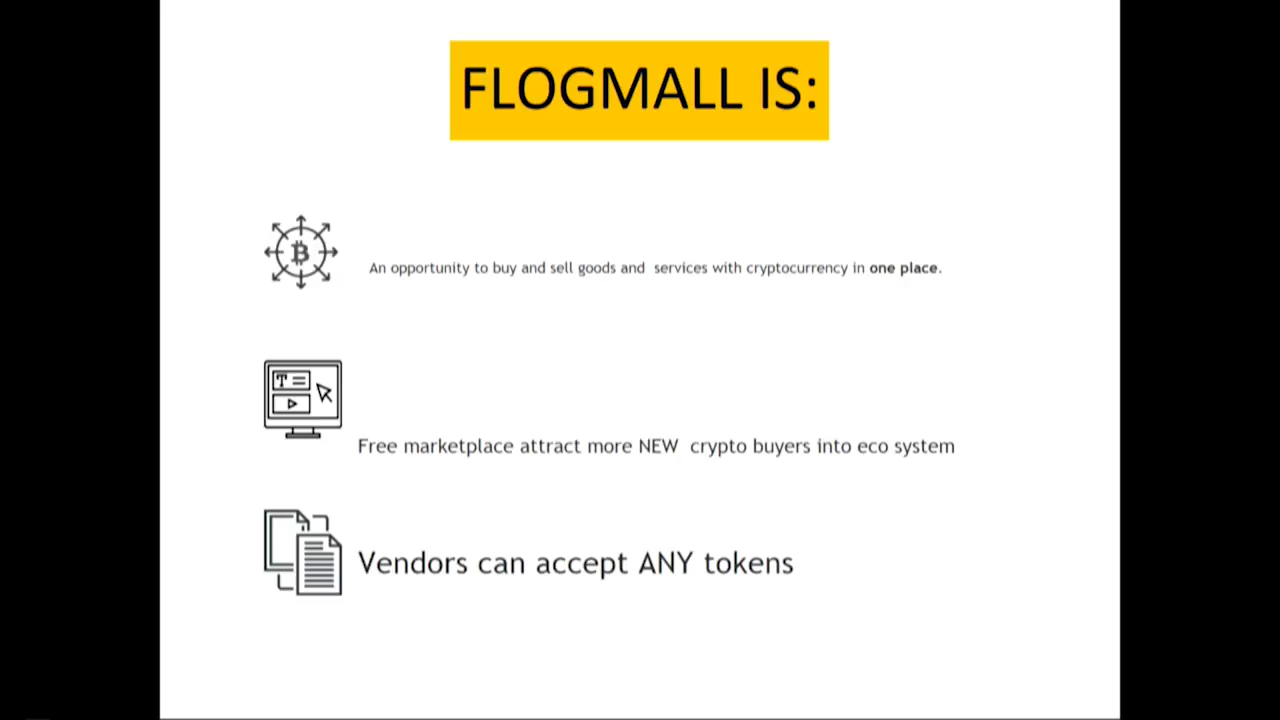 FLOGMALL IS:
An opportunity to buy and sell goods and services with cryptocurrency in one place.
Free marketplace attract more NEW crypto buyers into eco system
Vendors can accept ANY tokens